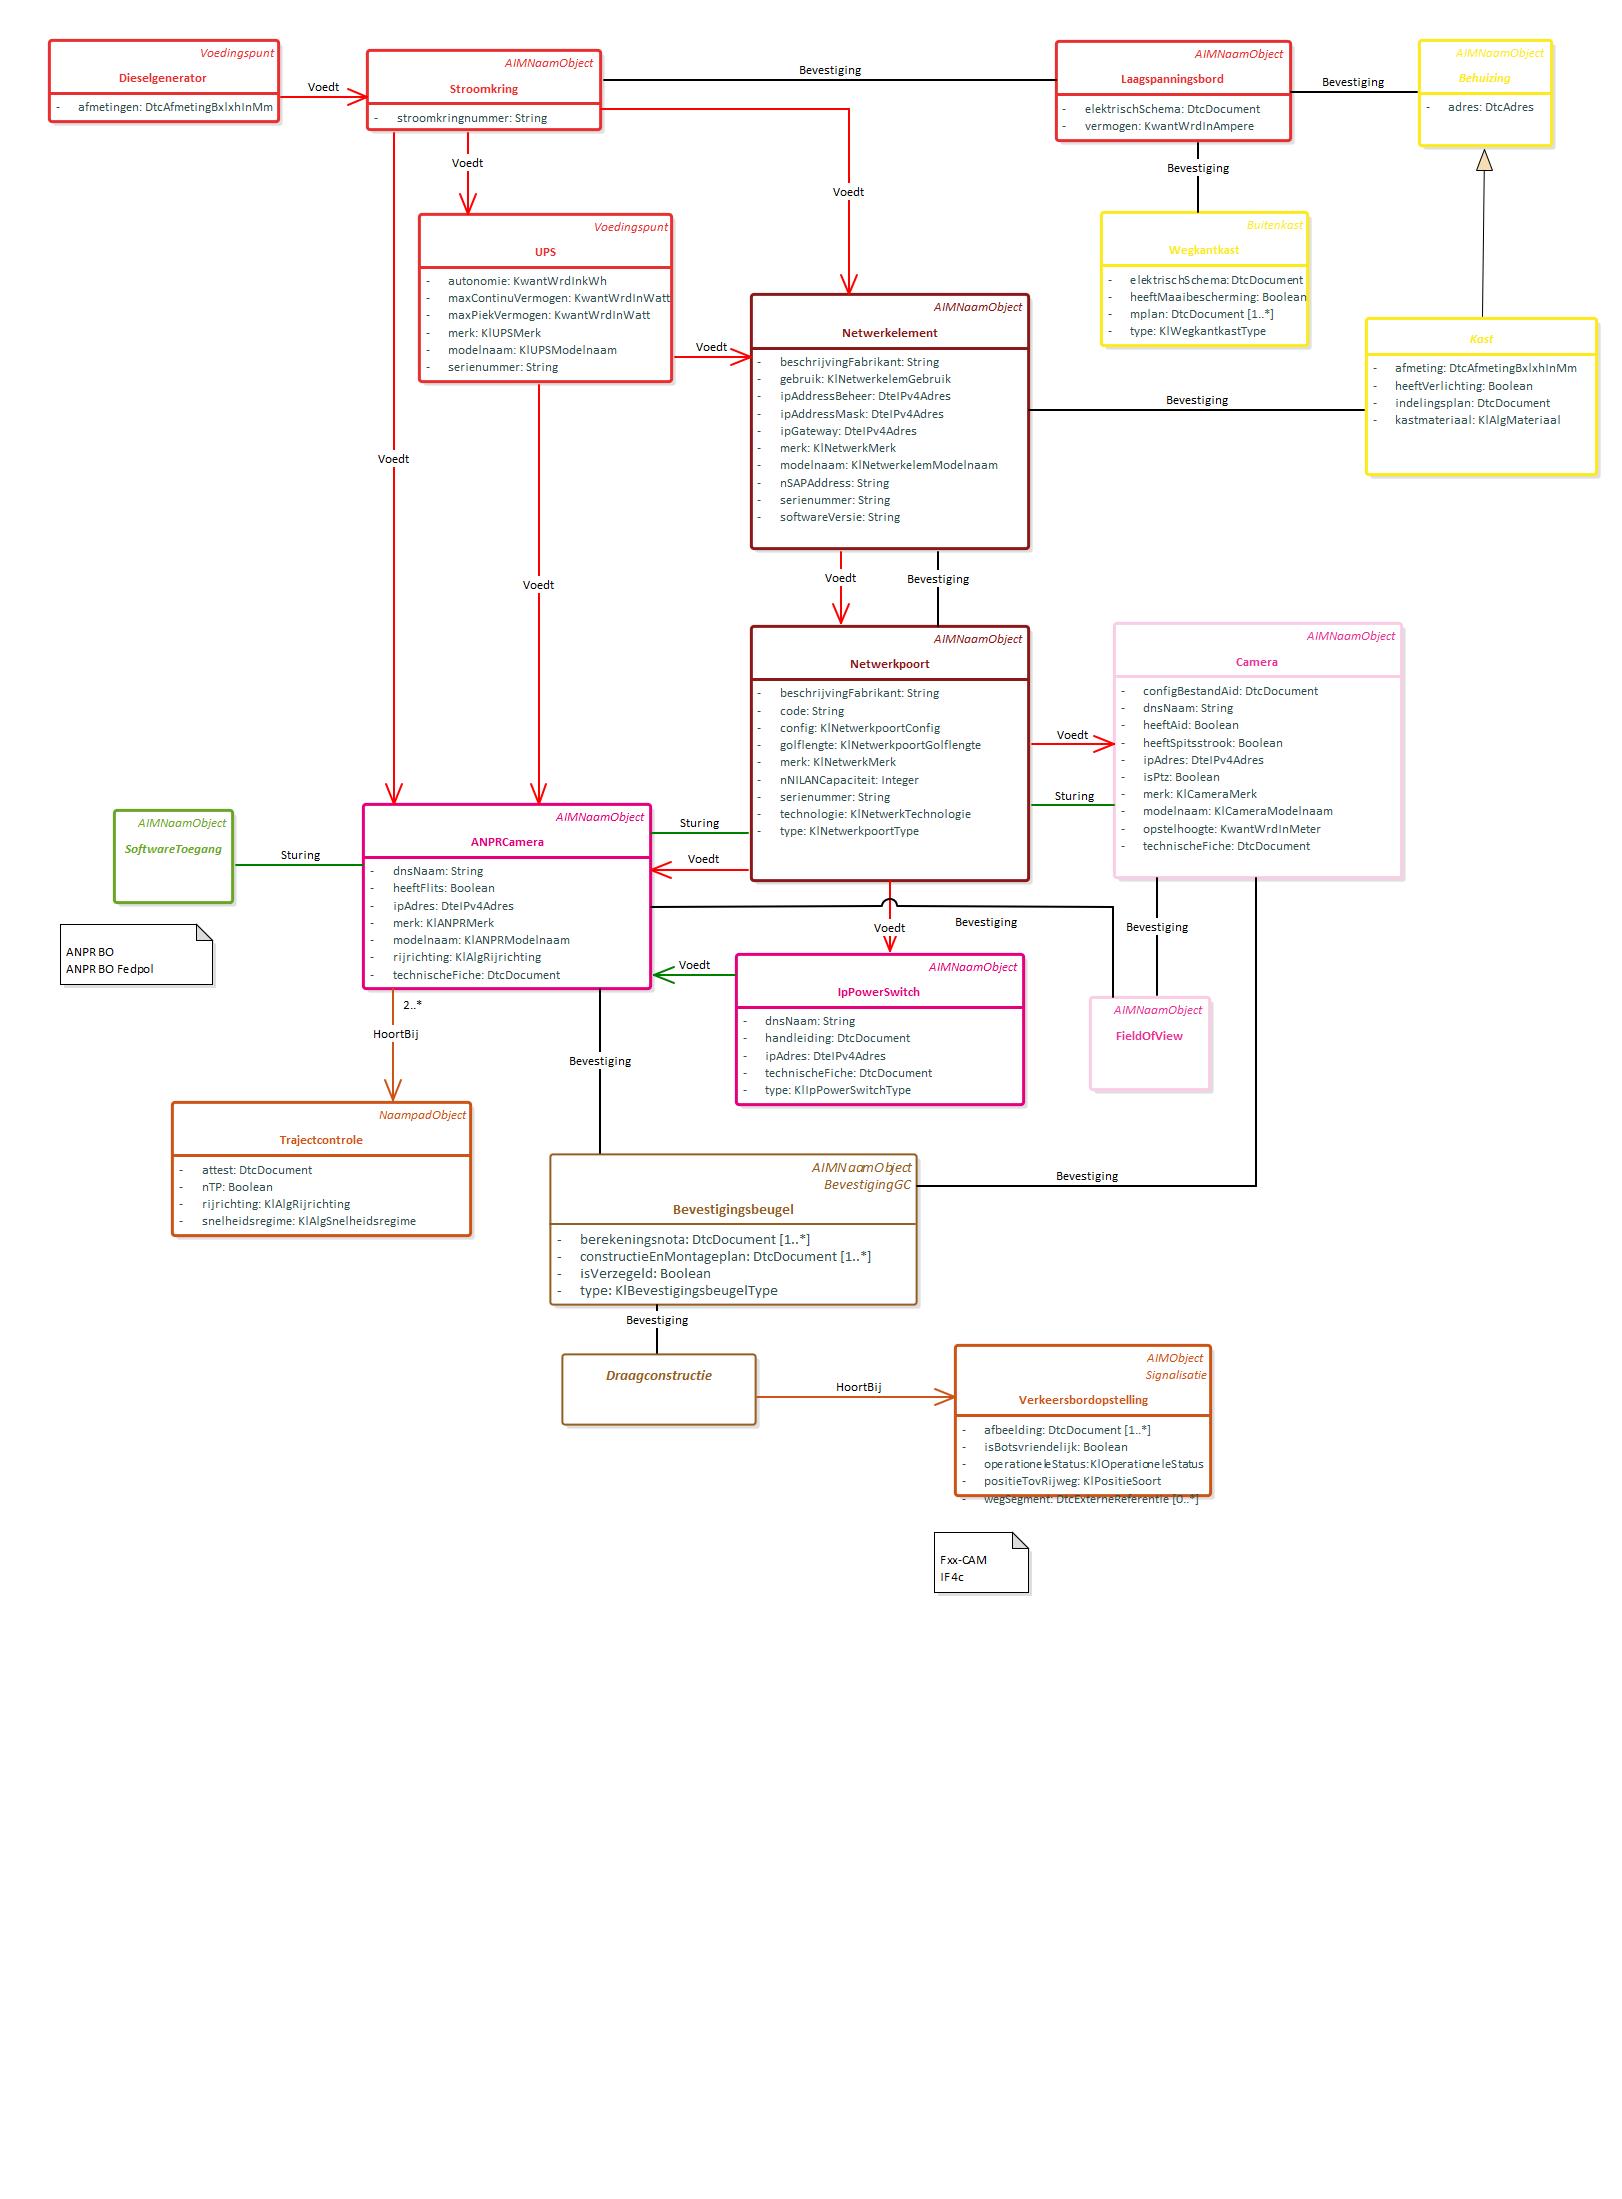 Voedingspunt
Dieselgenerator
- afmetingen: DtcAfmetingBxlxhInMm
Voedt
AIMNaamObject
Stroomkring
- stroomkringnummer: String
Bevestiging
AIMNaamObject
Laagspanningsbord
- elektrischSchema: DtcDocument
- vermogen: KwantWrdInAmpere
Bevestiging
AIMNaamObject
Behuizing
- adres: DtcAdres
Voedt
Voedt
Bevestiging
Voedingspunt
UPS
- autonomie: KwantWrdInkWh
- maxContinuVermogen: KwantWrdInWatt
- maxPiekVermogen: KwantWrdInWatt
- merk: KlUPSMerk
- modelnaam: KlUPSModelnaam
- serienummer: String
Buitenkast
Wegkantkast
- elektrischSchema: DtcDocument
- heeftMaaibescherming: Boolean
- mplan: DtcDocument [1..*]
- type: KlWegkantkastType
Voedt
AIMNaamObject
Netwerkelement
- beschrijvingFabrikant: String
- gebruik: KlNetwerkelemGebruik
- ipAddressBeheer: DteIPv4Adres
- ipAddressMask: DteIPv4Adres
- ipGateway: DteIPv4Adres
- merk: KlNetwerkMerk
- modelnaam: KlNetwerkelemModelnaam
- nSAPAddress: String
- serienummer: String
- softwareVersie: String
Bevestiging
Kast
- afmeting: DtcAfmetingBxlxhInMm
- heeftVerlichting: Boolean
- indelingsplan: DtcDocument
- kastmateriaal: KlAlgMateriaal
Voedt
Voedt
Voedt
Bevestiging
AIMNaamObject
Netwerkpoort
- beschrijvingFabrikant: String
- code: String
- config: KlNetwerkpoortConfig
- golflengte: KlNetwerkpoortGolflengte
- merk: KlNetwerkMerk
- nNILANCapaciteit: Integer
- serienummer: String
- technologie: KlNetwerkTechnologie
- type: KlNetwerkpoortType
Voedt
Sturing
AIMNaamObject
Camera
- configBestandAid: DtcDocument
- dnsNaam: String
- heeftAid: Boolean
- heeftSpitsstrook: Boolean
- ipAdres: DteIPv4Adres
- isPtz: Boolean
- merk: KlCameraMerk
- modelnaam: KlCameraModelnaam
- opstelhoogte: KwantWrdInMeter
- technischeFiche: DtcDocument
AIMNaamObject
SoftwareToegang
Sturing
AIMNaamObject
ANPRCamera
- dnsNaam: String
- heeftFlits: Boolean
- ipAdres: DteIPv4Adres
- merk: KlANPRMerk
- modelnaam: KlANPRModelnaam
- rijrichting: KlAlgRijrichting
- technischeFiche: DtcDocument
Sturing
Voedt
ANPR BO
ANPR BO Fedpol
Voedt
Bevestiging
Bevestiging
Voedt
AIMNaamObject
IpPowerSwitch
- dnsNaam: String
- handleiding: DtcDocument
- ipAdres: DteIPv4Adres
- technischeFiche: DtcDocument
- type: KlIpPowerSwitchType
AIMNaamObject
FieldOfView
2..*
HoortBij
Bevestiging
NaampadObject
Trajectcontrole
- attest: DtcDocument
- nTP: Boolean
- rijrichting: KlAlgRijrichting
- snelheidsregime: KlAlgSnelheidsregime
AIMNaamObject
BevestigingGC
Bevestigingsbeugel
- berekeningsnota: DtcDocument [1..*]
- constructieEnMontageplan: DtcDocument [1..*]
- isVerzegeld: Boolean
- type: KlBevestigingsbeugelType
Bevestiging
Bevestiging
Draagconstructie
HoortBij
AIMObject
Signalisatie
Verkeersbordopstelling
- afbeelding: DtcDocument [1..*]
- isBotsvriendelijk: Boolean
- operationeleStatus: KlOperationeleStatus
- positieTovRijweg: KlPositieSoort
- wegSegment: DtcExterneReferentie [0..*]
Fxx-CAM
IF4c